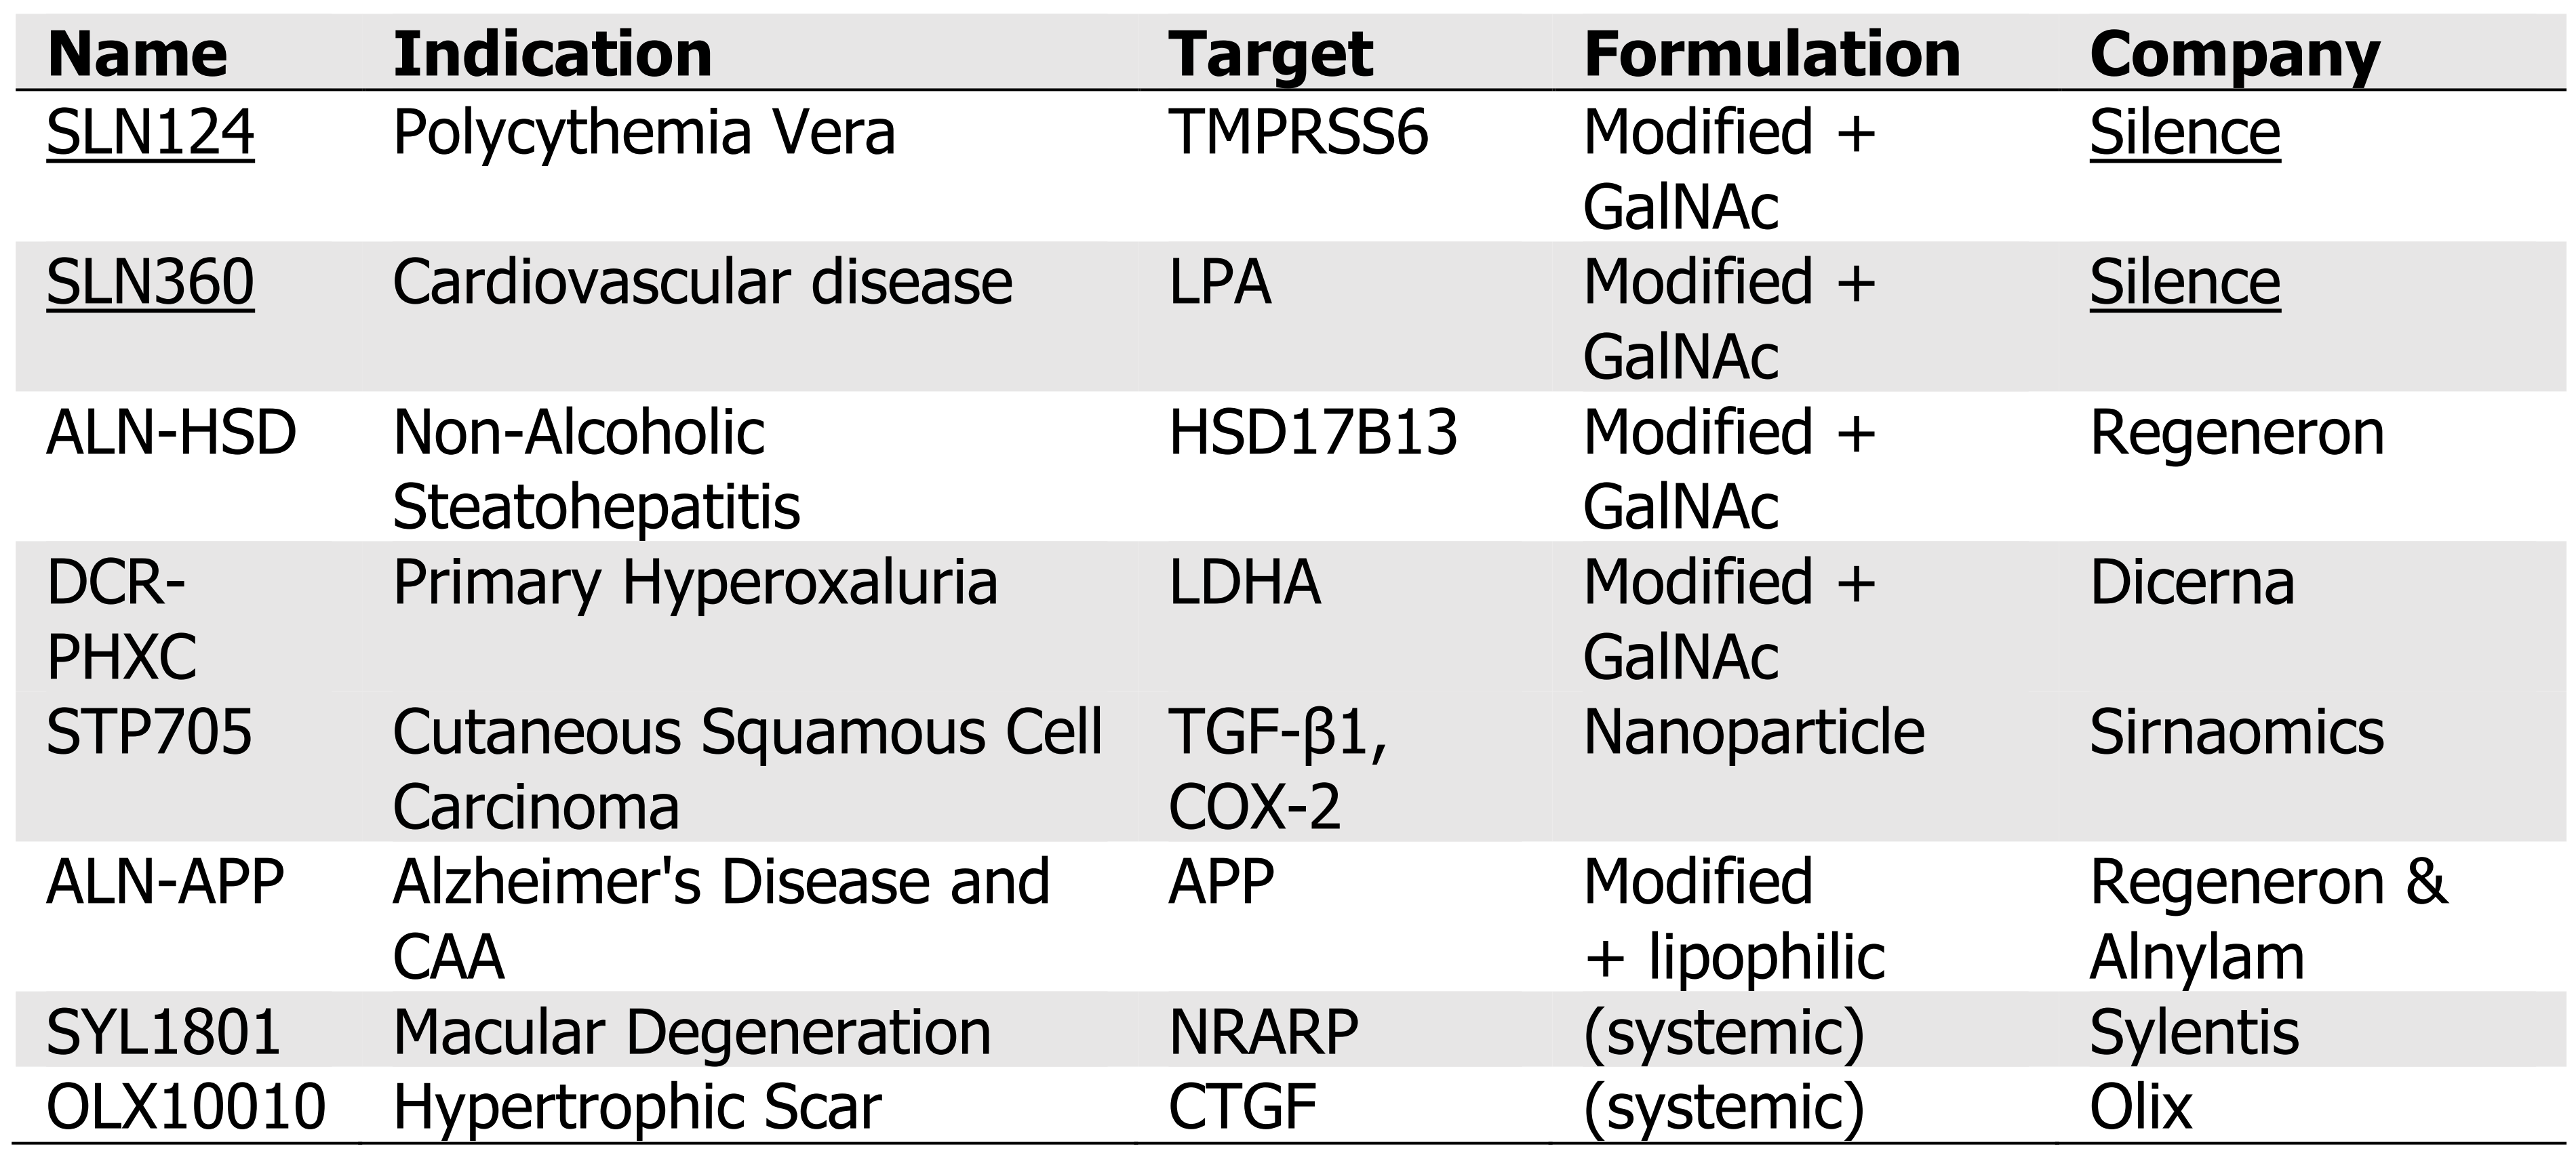 Name Indication Target Formulation Company
SLN124 Polycythemia Vera TMPRSS6 Modified + Silence
GalNAc
SLN360 Cardiovascular disease LPA Modified + Silence
GalNAc
ALN-HSD Non-Alcoholic HSD17B13 Modified + Regeneron
Steatohepatitis GalNAc
DCR- Primary Hyperoxaluria LDHA Modified + Dicerna
PHXC GalNAc
STP705 Cutaneous Squamous Cell TGF-β1, Nanoparticle Sirnaomics
Carcinoma COX-2
ALN-APP Alzheimer's Disease and APP Modified Regeneron &
CAA + lipophilic Alnylam
SYL1801 Macular Degeneration NRARP (systemic) Sylentis
OLX10010 Hypertrophic Scar CTGF (systemic) Olix